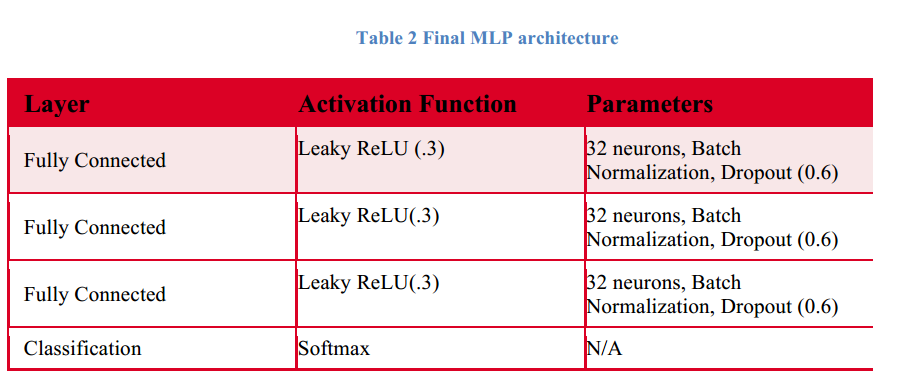 Table 2 Final MLP architecture
Layer Activation Function Parameters
Fully Connected Leaky ReLU (.3) 32 neurons, Batch
Normalization, Dropout (0.6)
Fully Connected Leaky ReLU(.3) 32 neurons, Batch
Normalization, Dropout (0.6)
Fully Connected Leaky ReLU(.3) 32 neurons, Batch
Normalization, Dropout (0.6)
Classification Softmax N/A